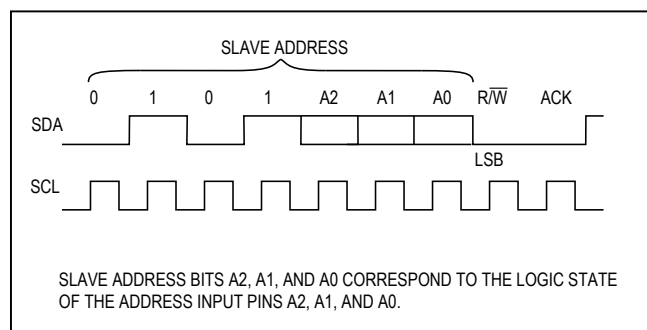 SLAVE ADDRESS
0 1 0 1 A2 A1 A0 R/W̅ ACK
SDA
LSB
SCL
SLAVE ADDRESS BITS A2, A1, AND A0 CORRESPOND TO THE LOGIC STATE
OF THE ADDRESS INPUT PINS A2, A1, AND A0.